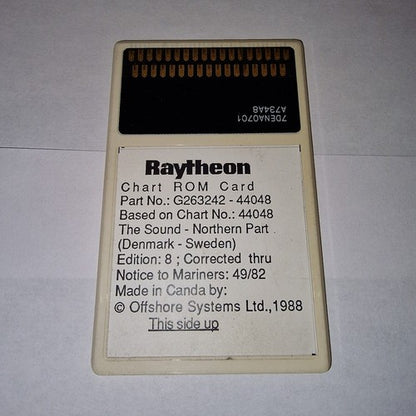 7DENA0701
A734A8
Raytheon
Chart ROM Card
Part No.: G263242 - 44048
Based on Chart No.: 44048
The Sound - Northern Part
(Denmark - Sweden)
Edition: 8 ; Corrected thru
Notice to Mariners: 49/82
Made in Canda by:
© Offshore Systems Ltd.,1988
This side up